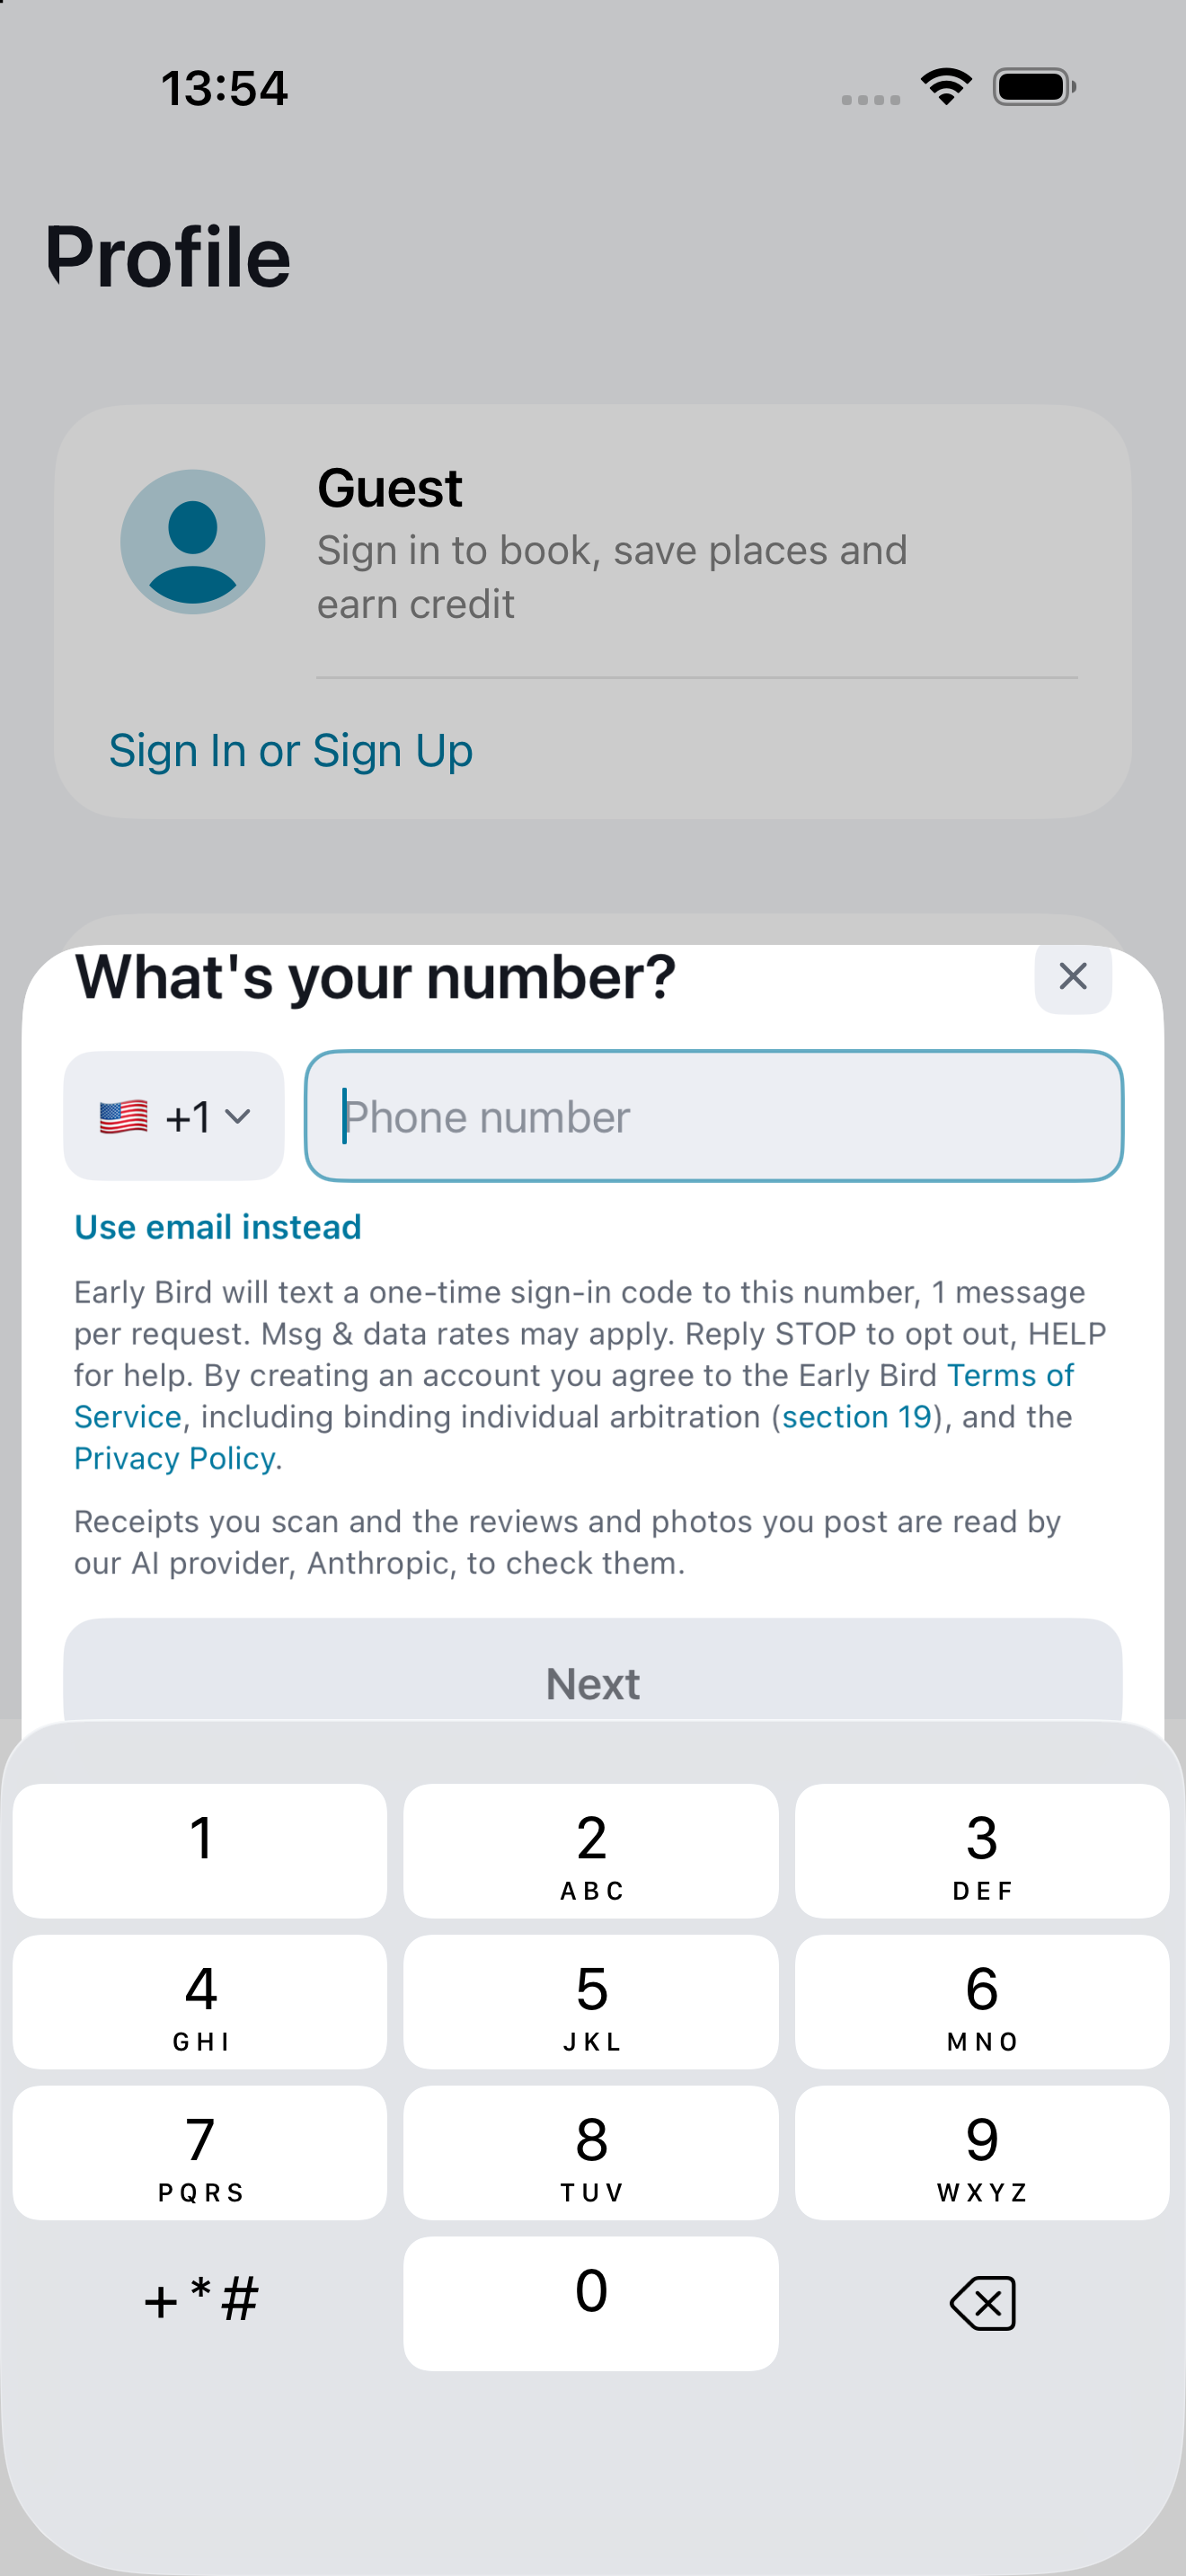 13:54
Profile
Guest
Sign in to book, save places and
earn credit
Sign In or Sign Up
What's your number?
🇺🇸 +1
Phone number
Use email instead
Early Bird will text a one-time sign-in code to this number, 1 message
per request. Msg & data rates may apply. Reply STOP to opt out, HELP
for help. By creating an account you agree to the Early Bird Terms of
Service, including binding individual arbitration (section 19), and the
Privacy Policy.
Receipts you scan and the reviews and photos you post are read by
our AI provider, Anthropic, to check them.
Next
1 2 3
ABC DEF
4 5 6
GHI JKL MNO
7 8 9
PQRS TUV WXYZ
+*# 0